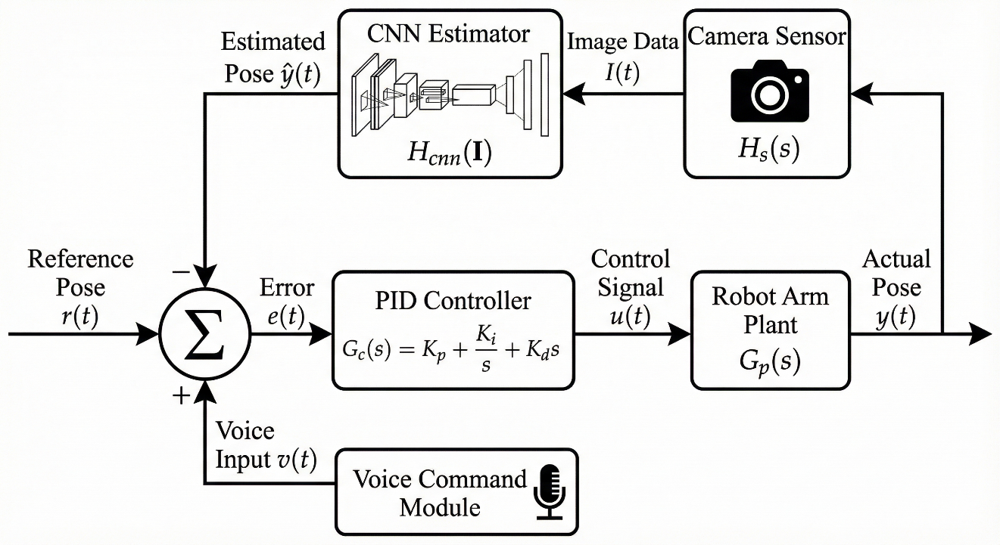 Estimated
Pose ŷ(t)
CNN Estimator
H_cnn(I)
Image Data
I(t)
Camera Sensor
H_s(s)
Reference
Pose
r(t)
−
Σ
+
Error
e(t)
PID Controller
G_c(s) = K_p + K_i/s + K_d s
Control
Signal
u(t)
Robot Arm
Plant
G_p(s)
Actual
Pose
y(t)
Voice
Input v(t)
Voice Command
Module